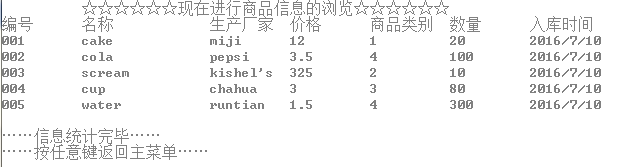 ☆☆☆☆☆☆现在进行商品信息的浏览☆☆☆☆☆☆
编号 名称 生产厂家 价格 商品类别 数量 入库时间
001 cake miji 12 1 20 2016/7/10
002 cola pepsi 3.5 4 100 2016/7/10
003 scream kishel's 325 2 10 2016/7/10
004 cup chahua 3 3 80 2016/7/10
005 water runtian 1.5 4 300 2016/7/10
……信息统计完毕……
……按任意键返回主菜单……